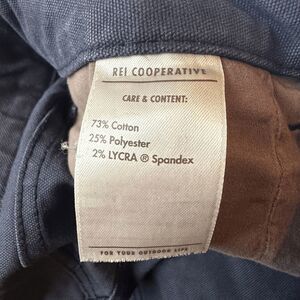 REI COOPERATIVE
CARE & CONTENT:
73% Cotton
25% Polyester
2% LYCRA ® Spandex
FOR YOUR OUTDOOR LIFE